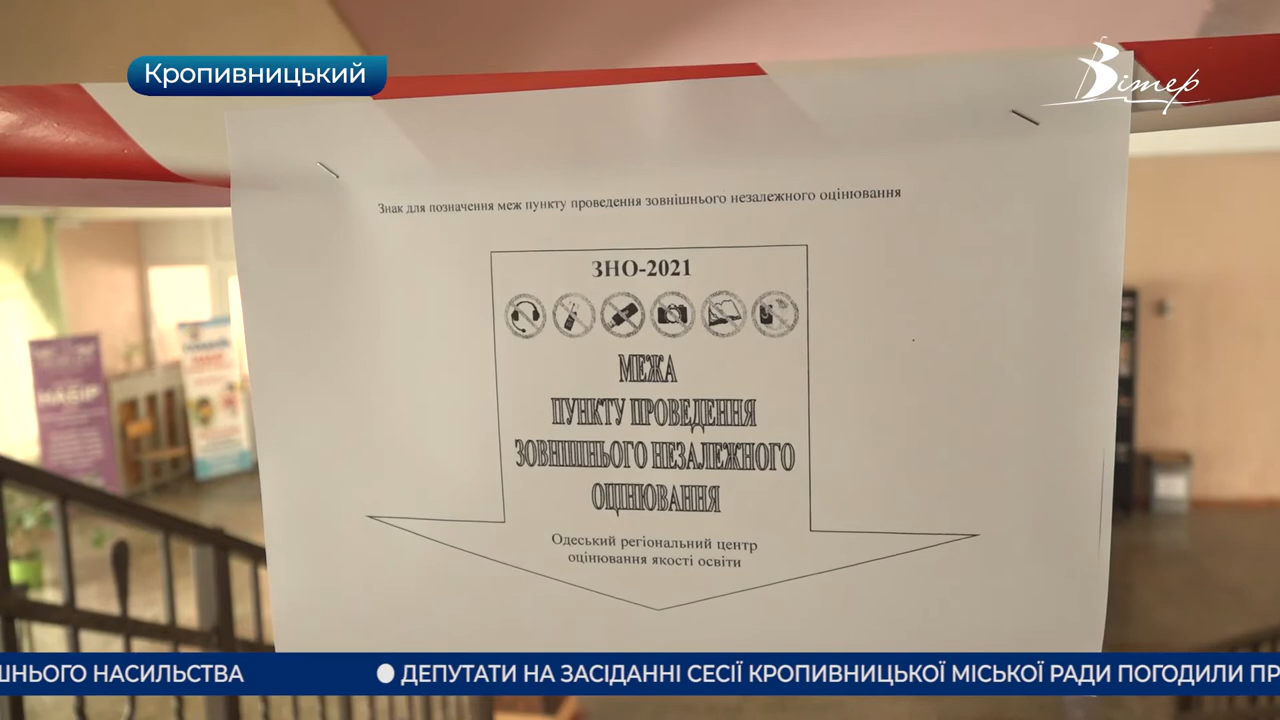 Кропивницький
Вітер
Знак для позначення меж пункту проведення зовнішнього незалежного оцінювання
ЗНО-2021
МЕЖА
ПУНКТУ ПРОВЕДЕННЯ
ЗОВНІШНЬОГО НЕЗАЛЕЖНОГО
ОЦІНЮВАННЯ
Одеський регіональний центр
оцінювання якості освіти
НАБІР
ШНЬОГО НАСИЛЬСТВА ● ДЕПУТАТИ НА ЗАСІДАННІ СЕСІЇ КРОПИВНИЦЬКОЇ МІСЬКОЇ РАДИ ПОГОДИЛИ ПР